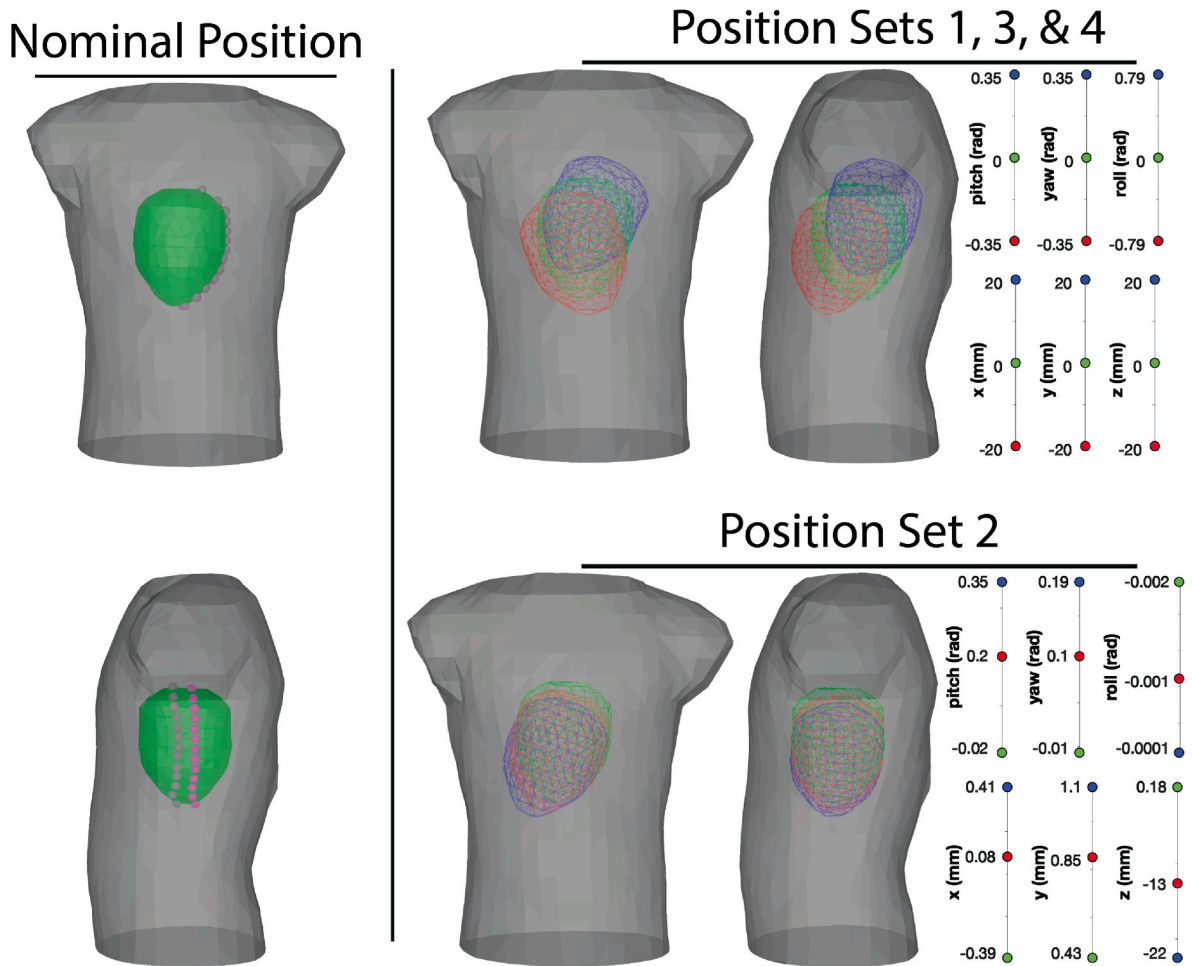 Nominal Position
Position Sets 1, 3, & 4
0.35
0.35
0.79
pitch (rad)
yaw (rad)
roll (rad)
0
0
0
-0.35
-0.35
-0.79
20
20
20
x (mm)
y (mm)
z (mm)
0
0
0
-20
-20
-20
Position Set 2
0.35
0.19
-0.002
pitch (rad)
yaw (rad)
roll (rad)
0.2
0.1
-0.001
-0.02
-0.01
-0.0001
0.41
1.1
0.18
x (mm)
y (mm)
z (mm)
0.08
0.85
-13
-0.39
0.43
-22